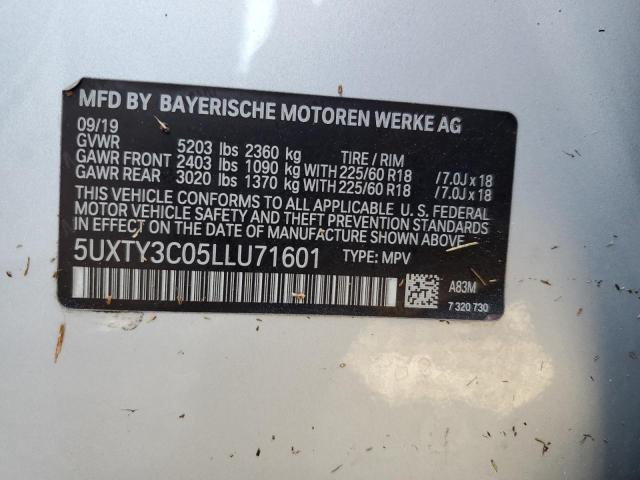 MFD BY BAYERISCHE MOTOREN WERKE AG
09/19
GVWR 5203 lbs 2360 kg TIRE / RIM
GAWR FRONT 2403 lbs 1090 kg WITH 225/60 R18 /7.0J x 18
GAWR REAR 3020 lbs 1370 kg WITH 225/60 R18 /7.0J x 18
THIS VEHICLE CONFORMS TO ALL APPLICABLE U.S. FEDERAL
MOTOR VEHICLE SAFETY AND THEFT PREVENTION STANDARDS
IN EFFECT ON THE DATE OF MANUFACTURE SHOWN ABOVE.
5UXTY3C05LLU71601 TYPE: MPV
A83M
7 320 730